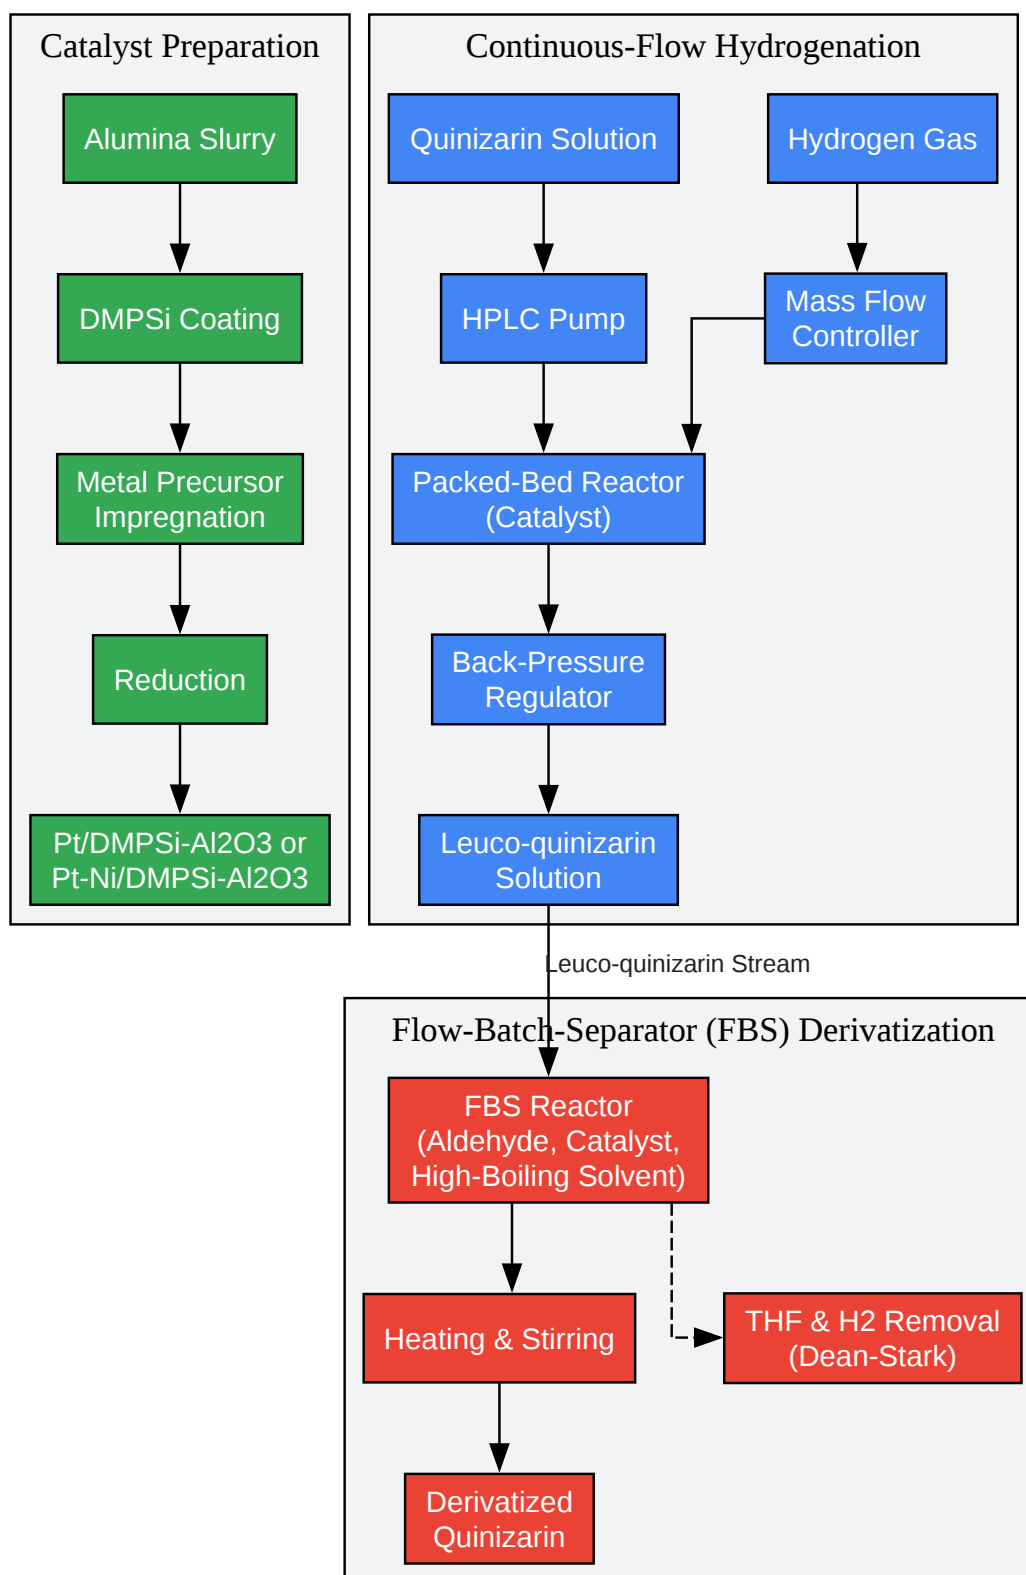 Catalyst Preparation
Alumina Slurry
DMPSi Coating
Metal Precursor
Impregnation
Reduction
Pt/DMPSi-Al2O3 or
Pt-Ni/DMPSi-Al2O3
Continuous-Flow Hydrogenation
Quinizarin Solution
Hydrogen Gas
HPLC Pump
Mass Flow
Controller
Packed-Bed Reactor
(Catalyst)
Back-Pressure
Regulator
Leuco-quinizarin
Solution
Leuco-quinizarin Stream
Flow-Batch-Separator (FBS) Derivatization
FBS Reactor
(Aldehyde, Catalyst,
High-Boiling Solvent)
Heating & Stirring
THF & H2 Removal
(Dean-Stark)
Derivatized
Quinizarin